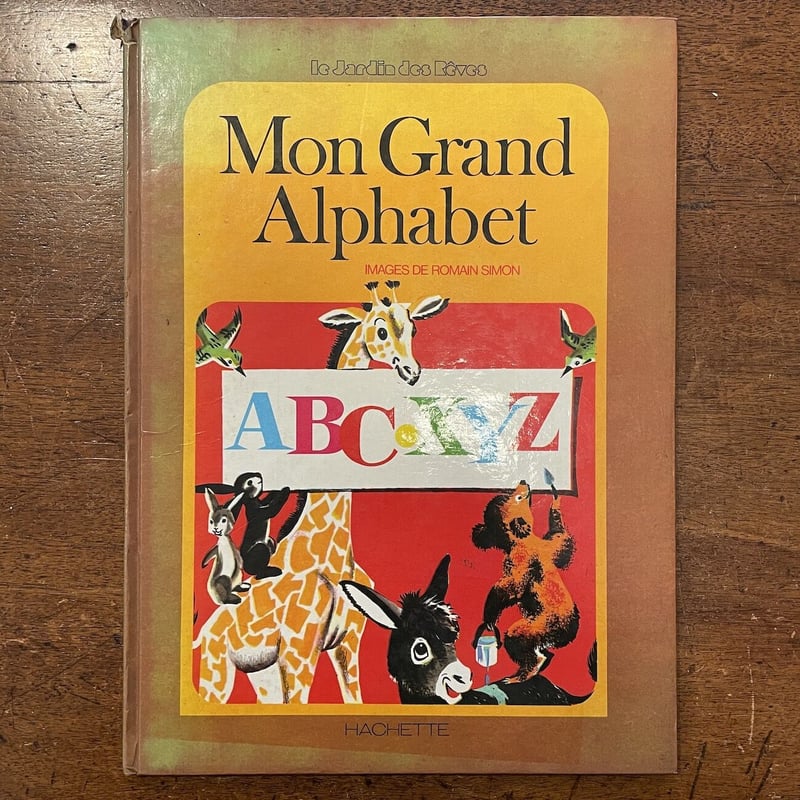 le Jardin des Rêves
Mon Grand
Alphabet
IMAGES DE ROMAIN SIMON
ABC•XYZ
HACHETTE